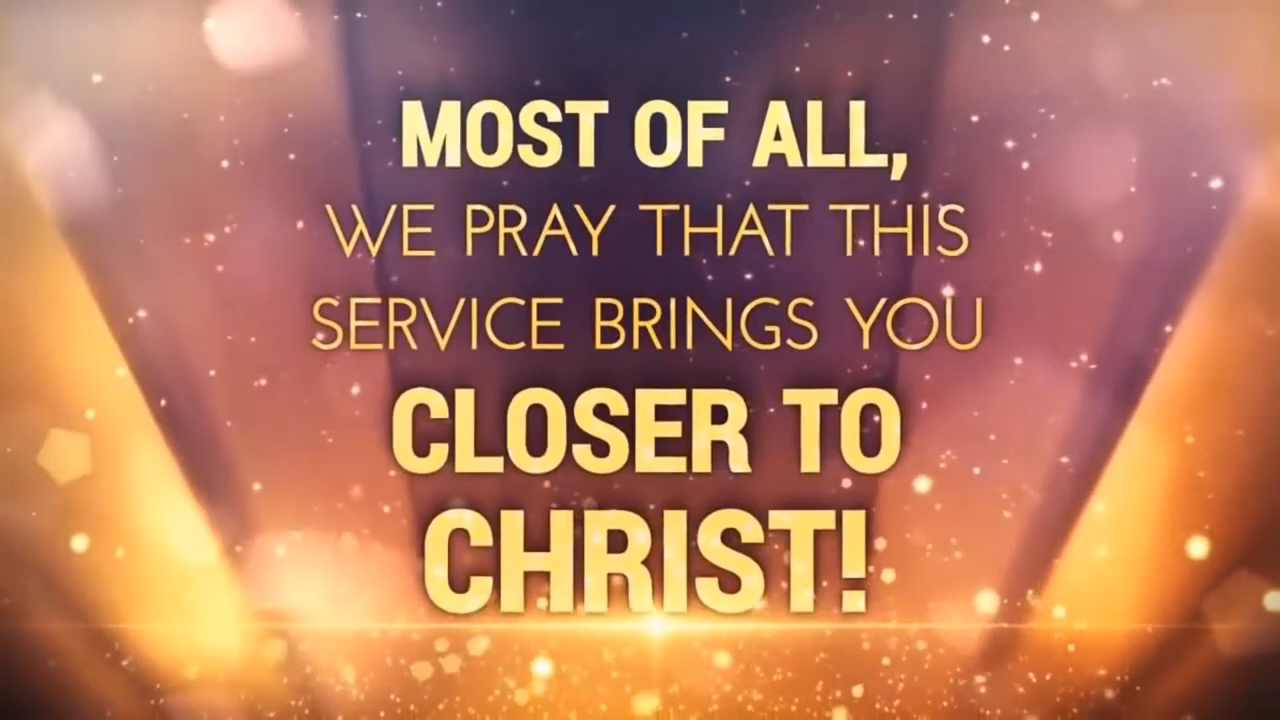 MOST OF ALL,
WE PRAY THAT THIS
SERVICE BRINGS YOU
CLOSER TO
CHRIST!